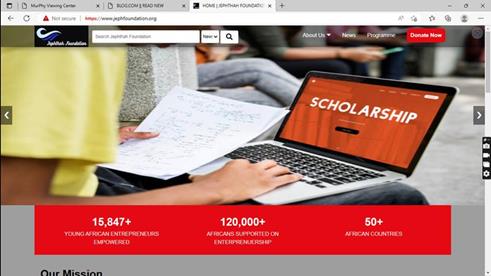 MurPhy Viewing Center
BLOG.COM || READ NEW
HOME | JEPHTHAH FOUNDATION
Not secure | https://www.jephfoundation.org
Jephthah Foundation
Search Jephthah Foundation
News
About Us
News
Programme
Donate Now
SCHOLARSHIP
15,847+
YOUNG AFRICAN ENTREPRENEURS
EMPOWERED
120,000+
AFRICANS SUPPORTED ON
ENTERPRENUERSHIP
50+
AFRICAN COUNTRIES
Our Mission